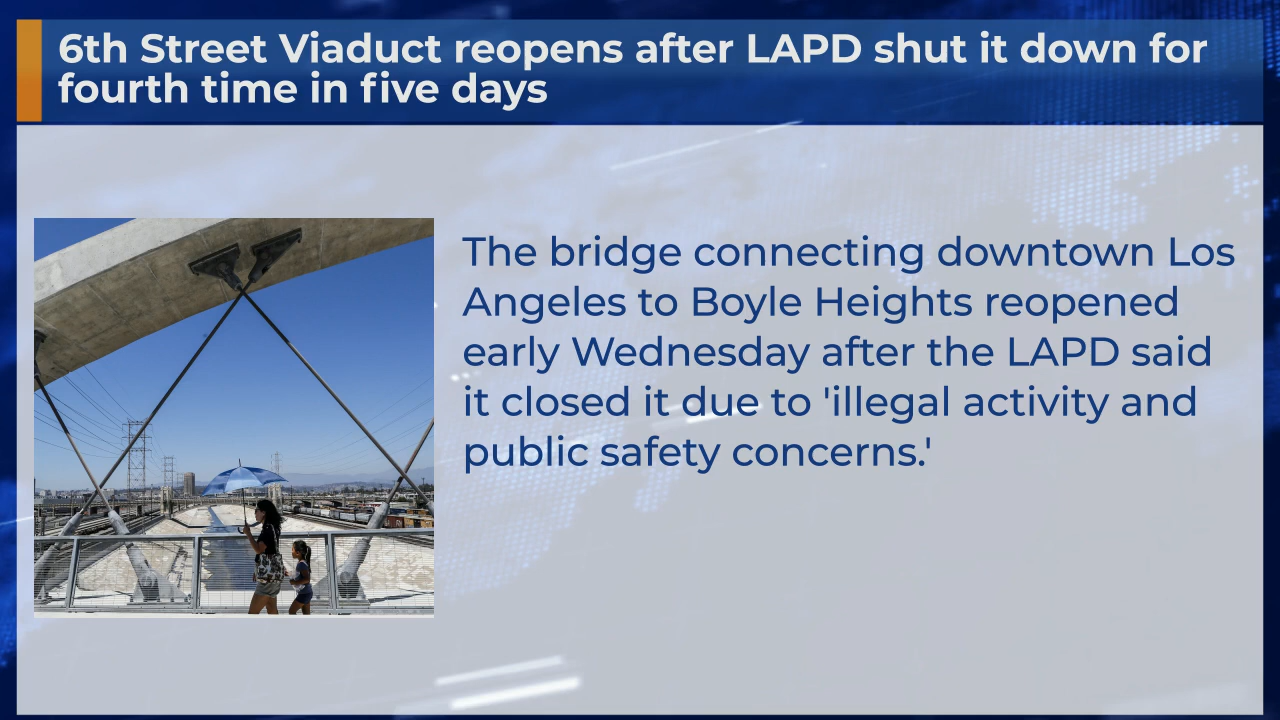 6th Street Viaduct reopens after LAPD shut it down for
fourth time in five days
The bridge connecting downtown Los
Angeles to Boyle Heights reopened
early Wednesday after the LAPD said
it closed it due to 'illegal activity and
public safety concerns.'